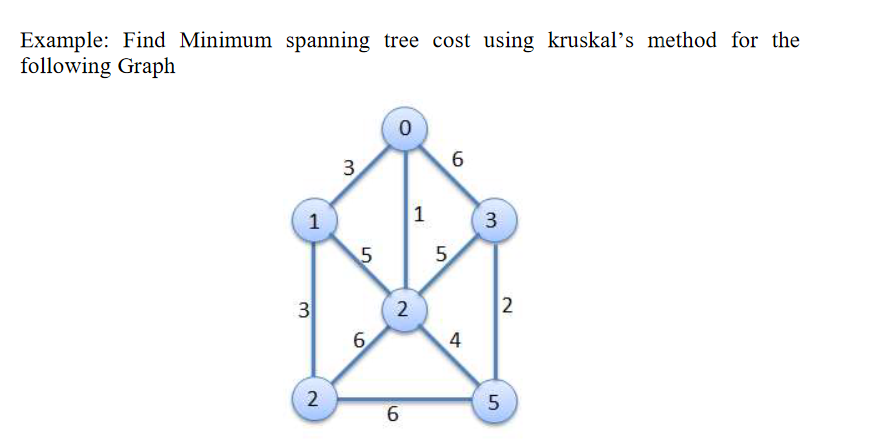 Example: Find Minimum spanning tree cost using kruskal’s method for the
following Graph
0
3 6
1 1 3
5 5
3 2 2
6 4
2 5
6